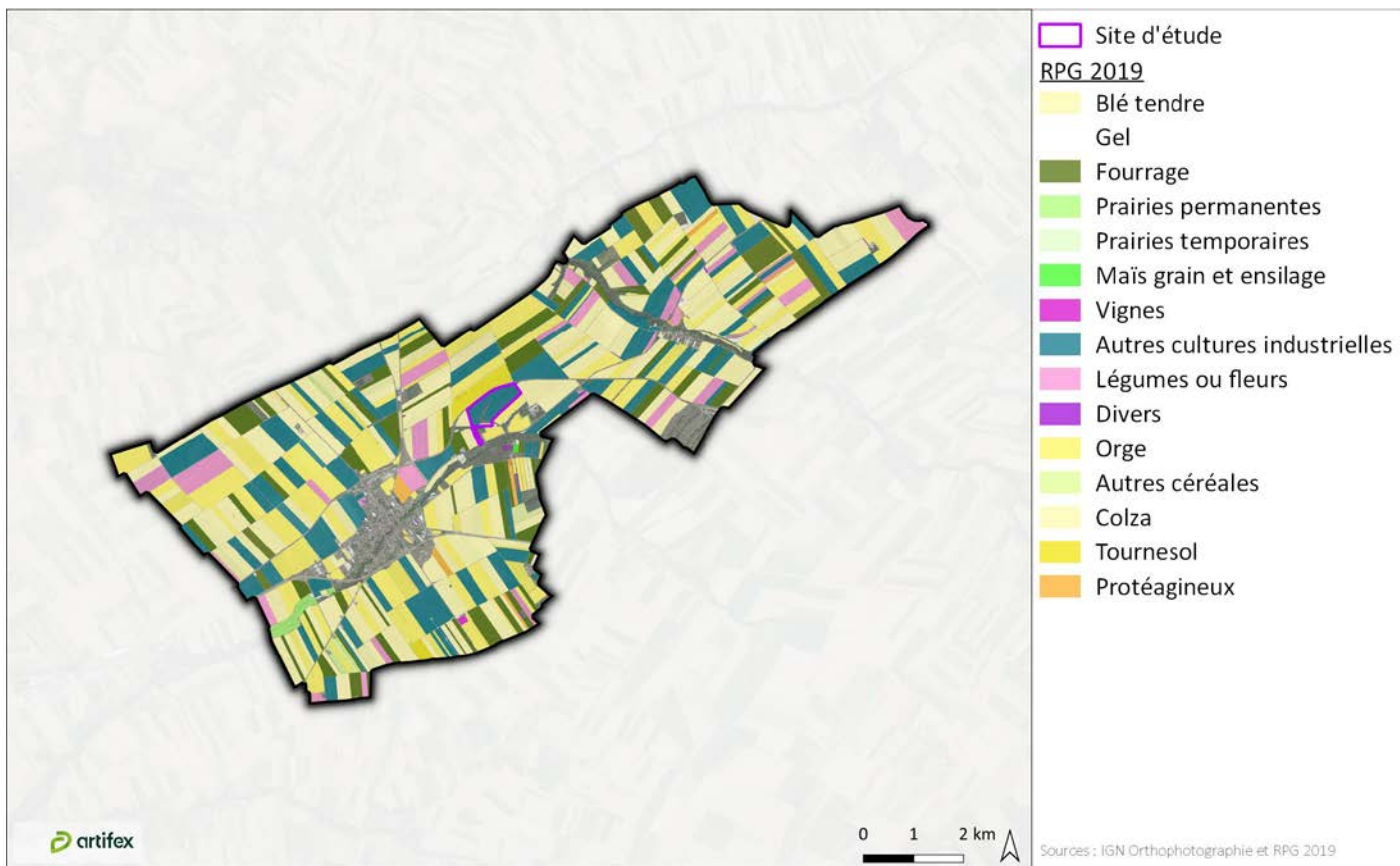 Site d'étude
RPG 2019
Blé tendre
Gel
Fourrage
Prairies permanentes
Prairies temporaires
Maïs grain et ensilage
Vignes
Autres cultures industrielles
Légumes ou fleurs
Divers
Orge
Autres céréales
Colza
Tournesol
Protéagineux
artifex
0 1 2 km
Sources : IGN Orthophotographie et RPG 2019